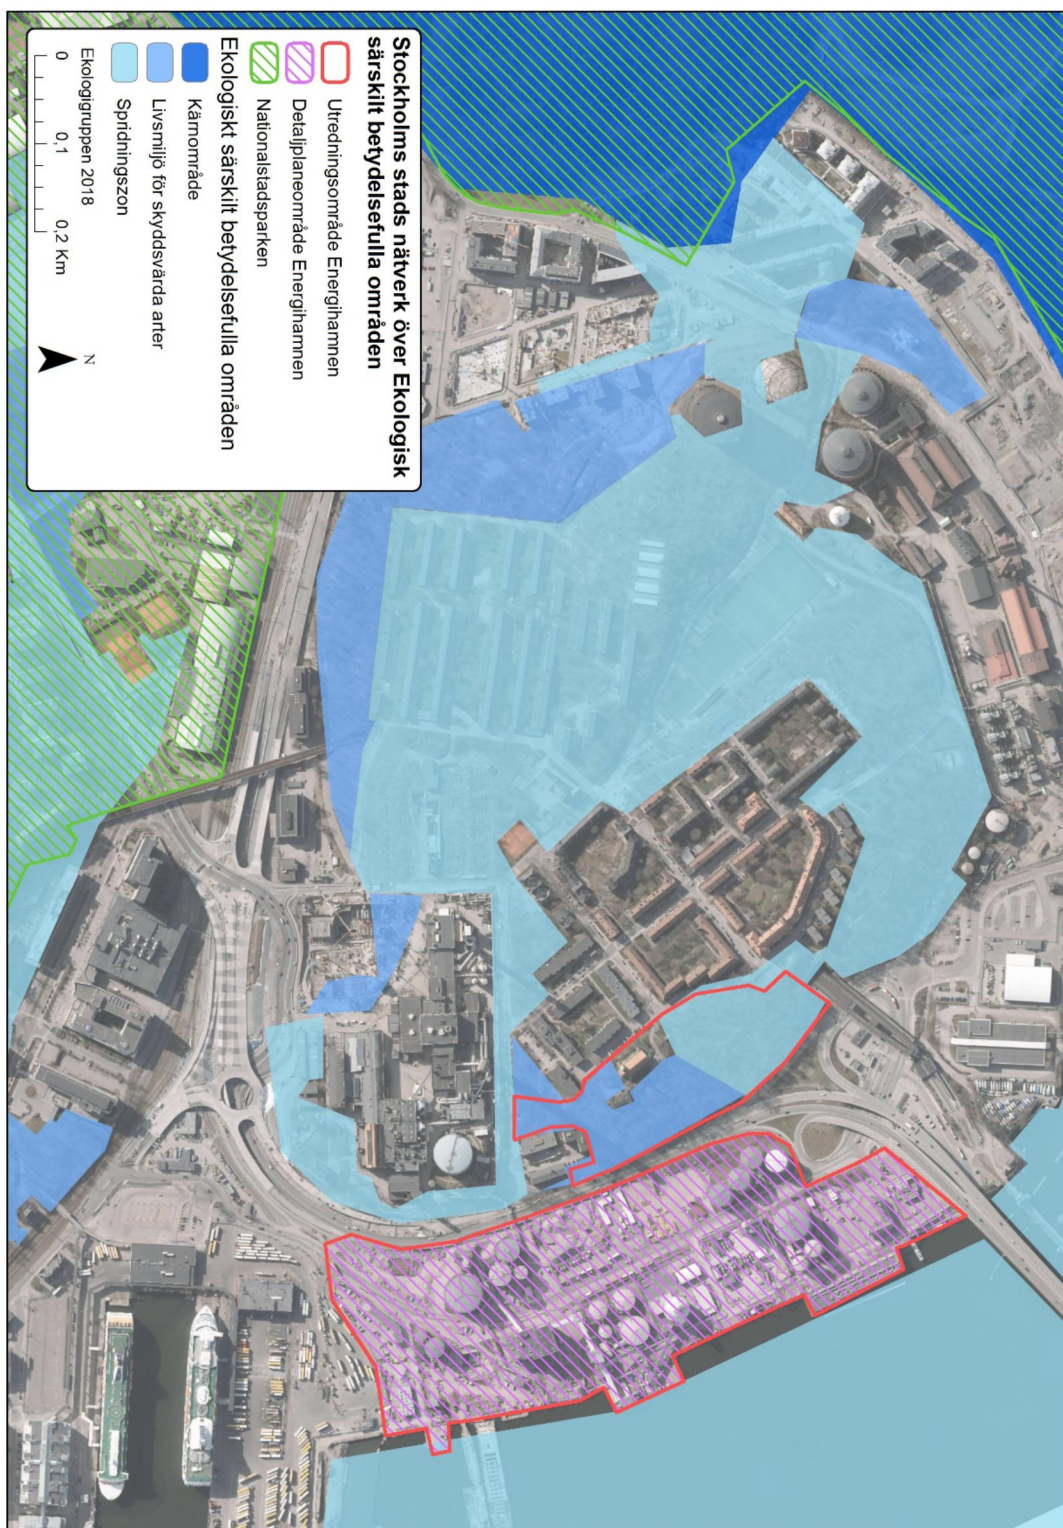 Stockholms stads nätverk över Ekologisk
särskilt betydelsefulla områden
Utredningsområde Energihamnen
Detaljplaneområde Energihamnen
Nationalstadsparken
Ekologiskt särskilt betydelsefulla områden
Kärnområde
Livsmiljö för skyddsvärda arter
Spridningszon
Ekologigruppen 2018
0 0,1 0,2 Km
N